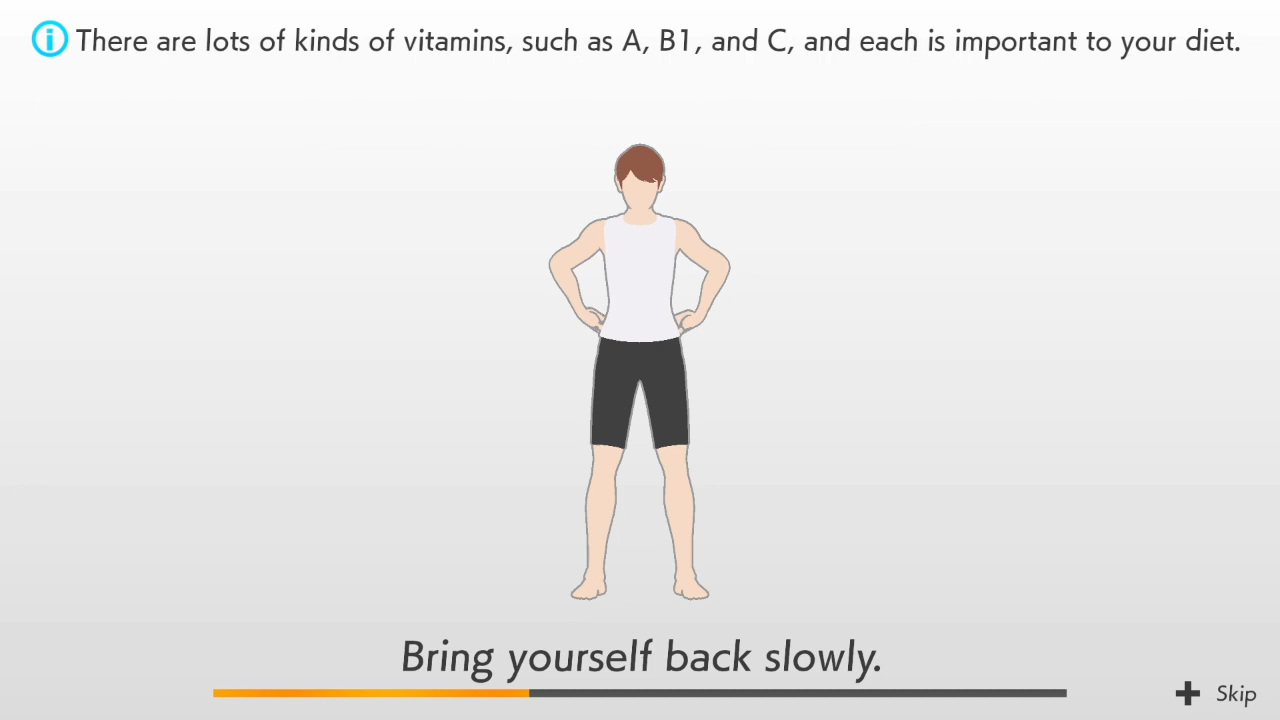 There are lots of kinds of vitamins, such as A, B1, and C, and each is important to your diet.
Bring yourself back slowly.
Skip